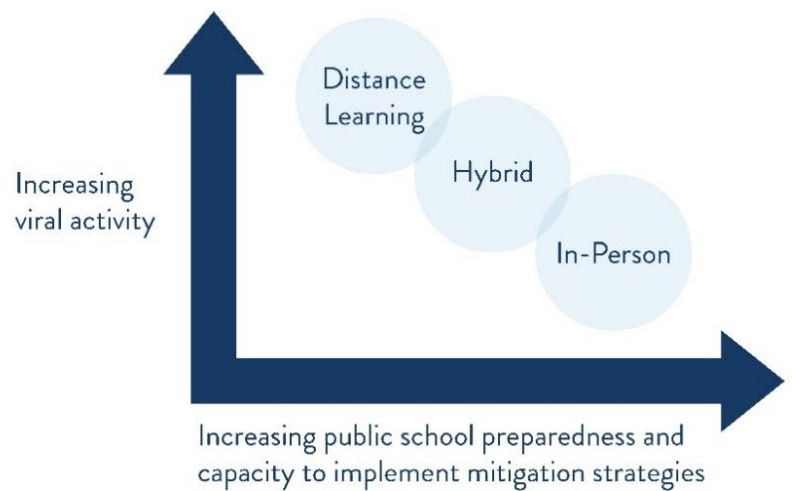 Distance
Learning
Hybrid
Increasing
viral activity
In-Person
Increasing public school preparedness and
capacity to implement mitigation strategies